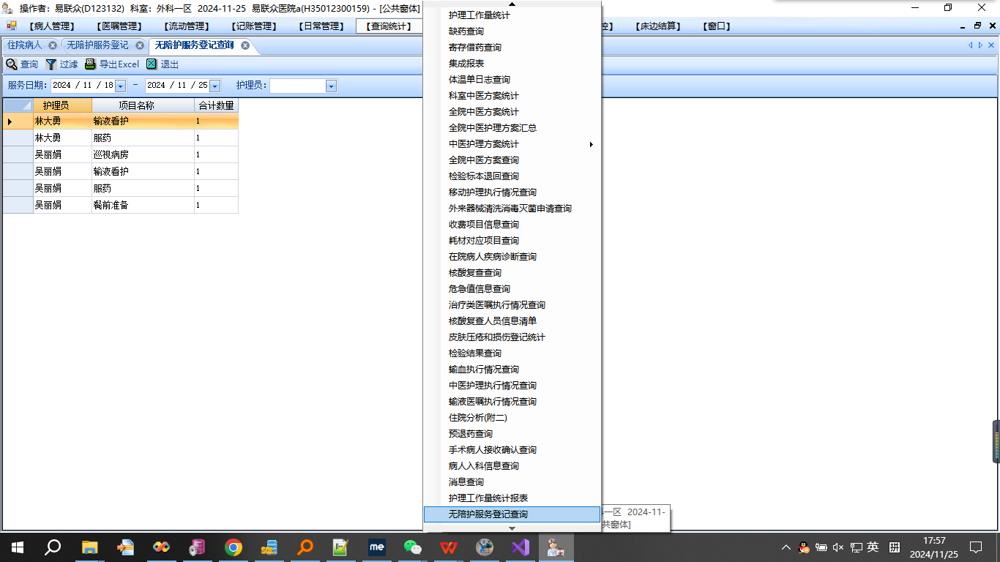 操作者: 易联众(D123132) 科室: 外科一区 2024-11-25 易联众医院a(H35012300159) - [公共窗体]
【病人管理】 【医嘱管理】 【流动管理】 【记账管理】 【日常管理】 【查询统计】 【床边结算】 【窗口】
住院病人 无陪护服务登记 无陪护服务登记查询
查询 过滤 导出Excel 退出
服务日期: 2024 / 11 / 18 - 2024 / 11 / 25 护理员:
护理员 项目名称 合计数量
林大勇 输液看护 1
林大勇 服药 1
吴丽娟 巡视病房 1
吴丽娟 输液看护 1
吴丽娟 服药 1
吴丽娟 餐前准备 1
护理工作量统计
缺药查询
寄存借药查询
集成报表
体温单日志查询
科室中医方案统计
全院中医方案统计
全院中医护理方案汇总
中医护理方案统计
全院中医方案查询
检验标本退回查询
移动护理执行情况查询
外来器械清洗消毒灭菌申请查询
收费项目信息查询
耗材对应项目查询
在院病人疾病诊断查询
核酸复查查询
危急值信息查询
治疗类医嘱执行情况查询
核酸复查人员信息清单
皮肤压疮和损伤登记统计
检验结果查询
输血执行情况查询
中医护理执行情况查询
输液医嘱执行情况查询
住院分析(附二)
预退药查询
手术病人接收确认查询
病人入科信息查询
消息查询
护理工作量统计报表
无陪护服务登记查询
一区 2024-11-
共窗体]
SQL
me
英 拼
17:57
2024/11/25